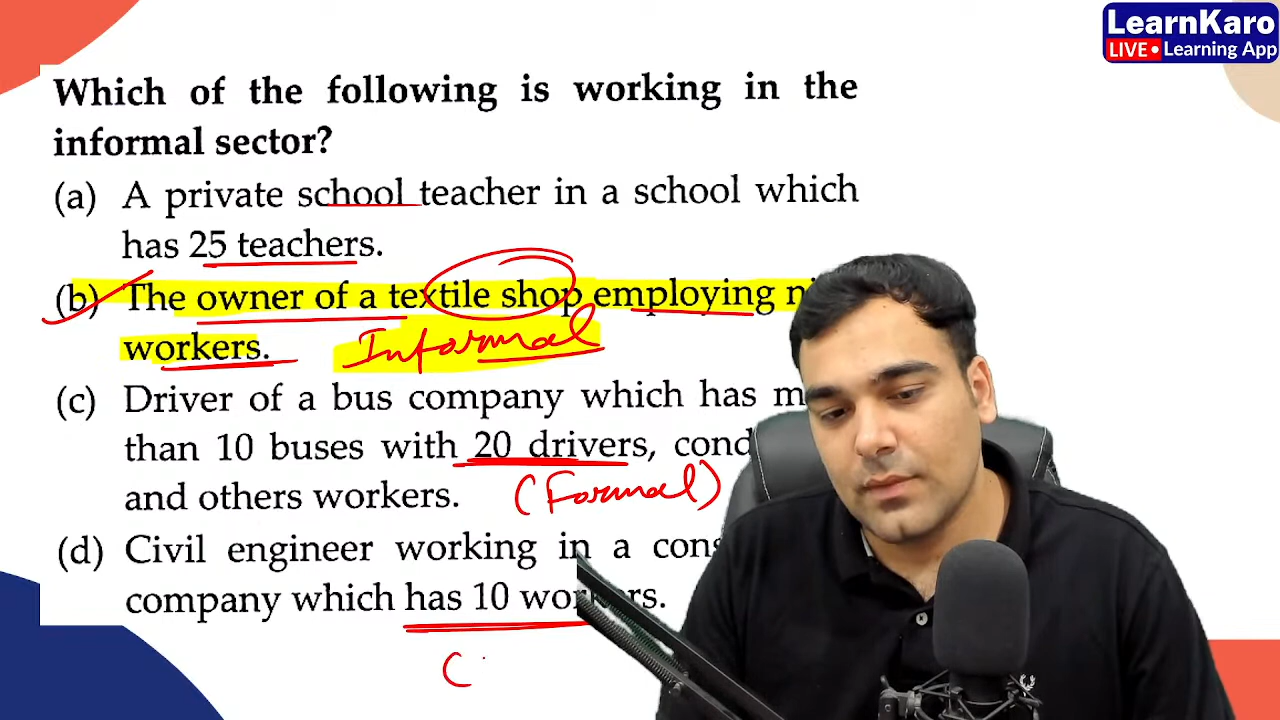 LearnKaro
LIVE • Learning App
Which of the following is working in the
informal sector?
(a) A private school teacher in a school which
has 25 teachers.
(b) The owner of a textile shop employing
workers. Informal
(c) Driver of a bus company which has
than 10 buses with 20 drivers,
and others workers. (Formal)
(d) Civil engineer working in a
company which has 10 workers.
(